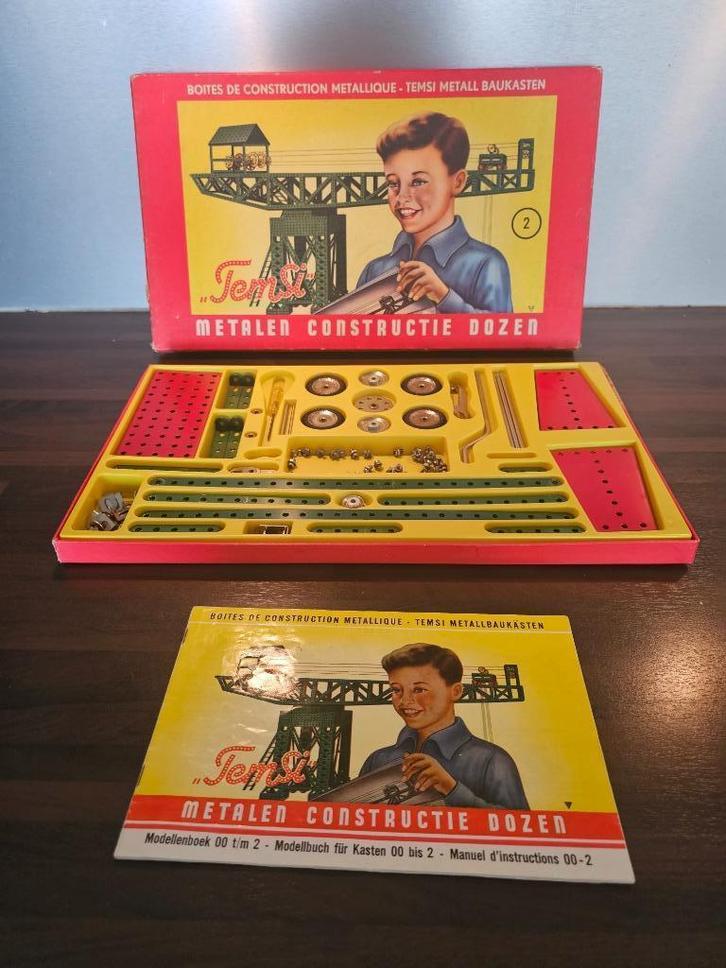 BOITES DE CONSTRUCTION METALLIQUE - TEMSI METALL BAUKASTEN
2
„TemSi"
METALEN CONSTRUCTIE DOZEN
BOITES DE CONSTRUCTION METALLIQUE - TEMSI METALLBAUKÄSTEN
„TemSi"
METALEN CONSTRUCTIE DOZEN
Modellenboek 00 t/m 2 - Modellbuch für Kasten 00 bis 2 - Manuel d'instructions 00-2